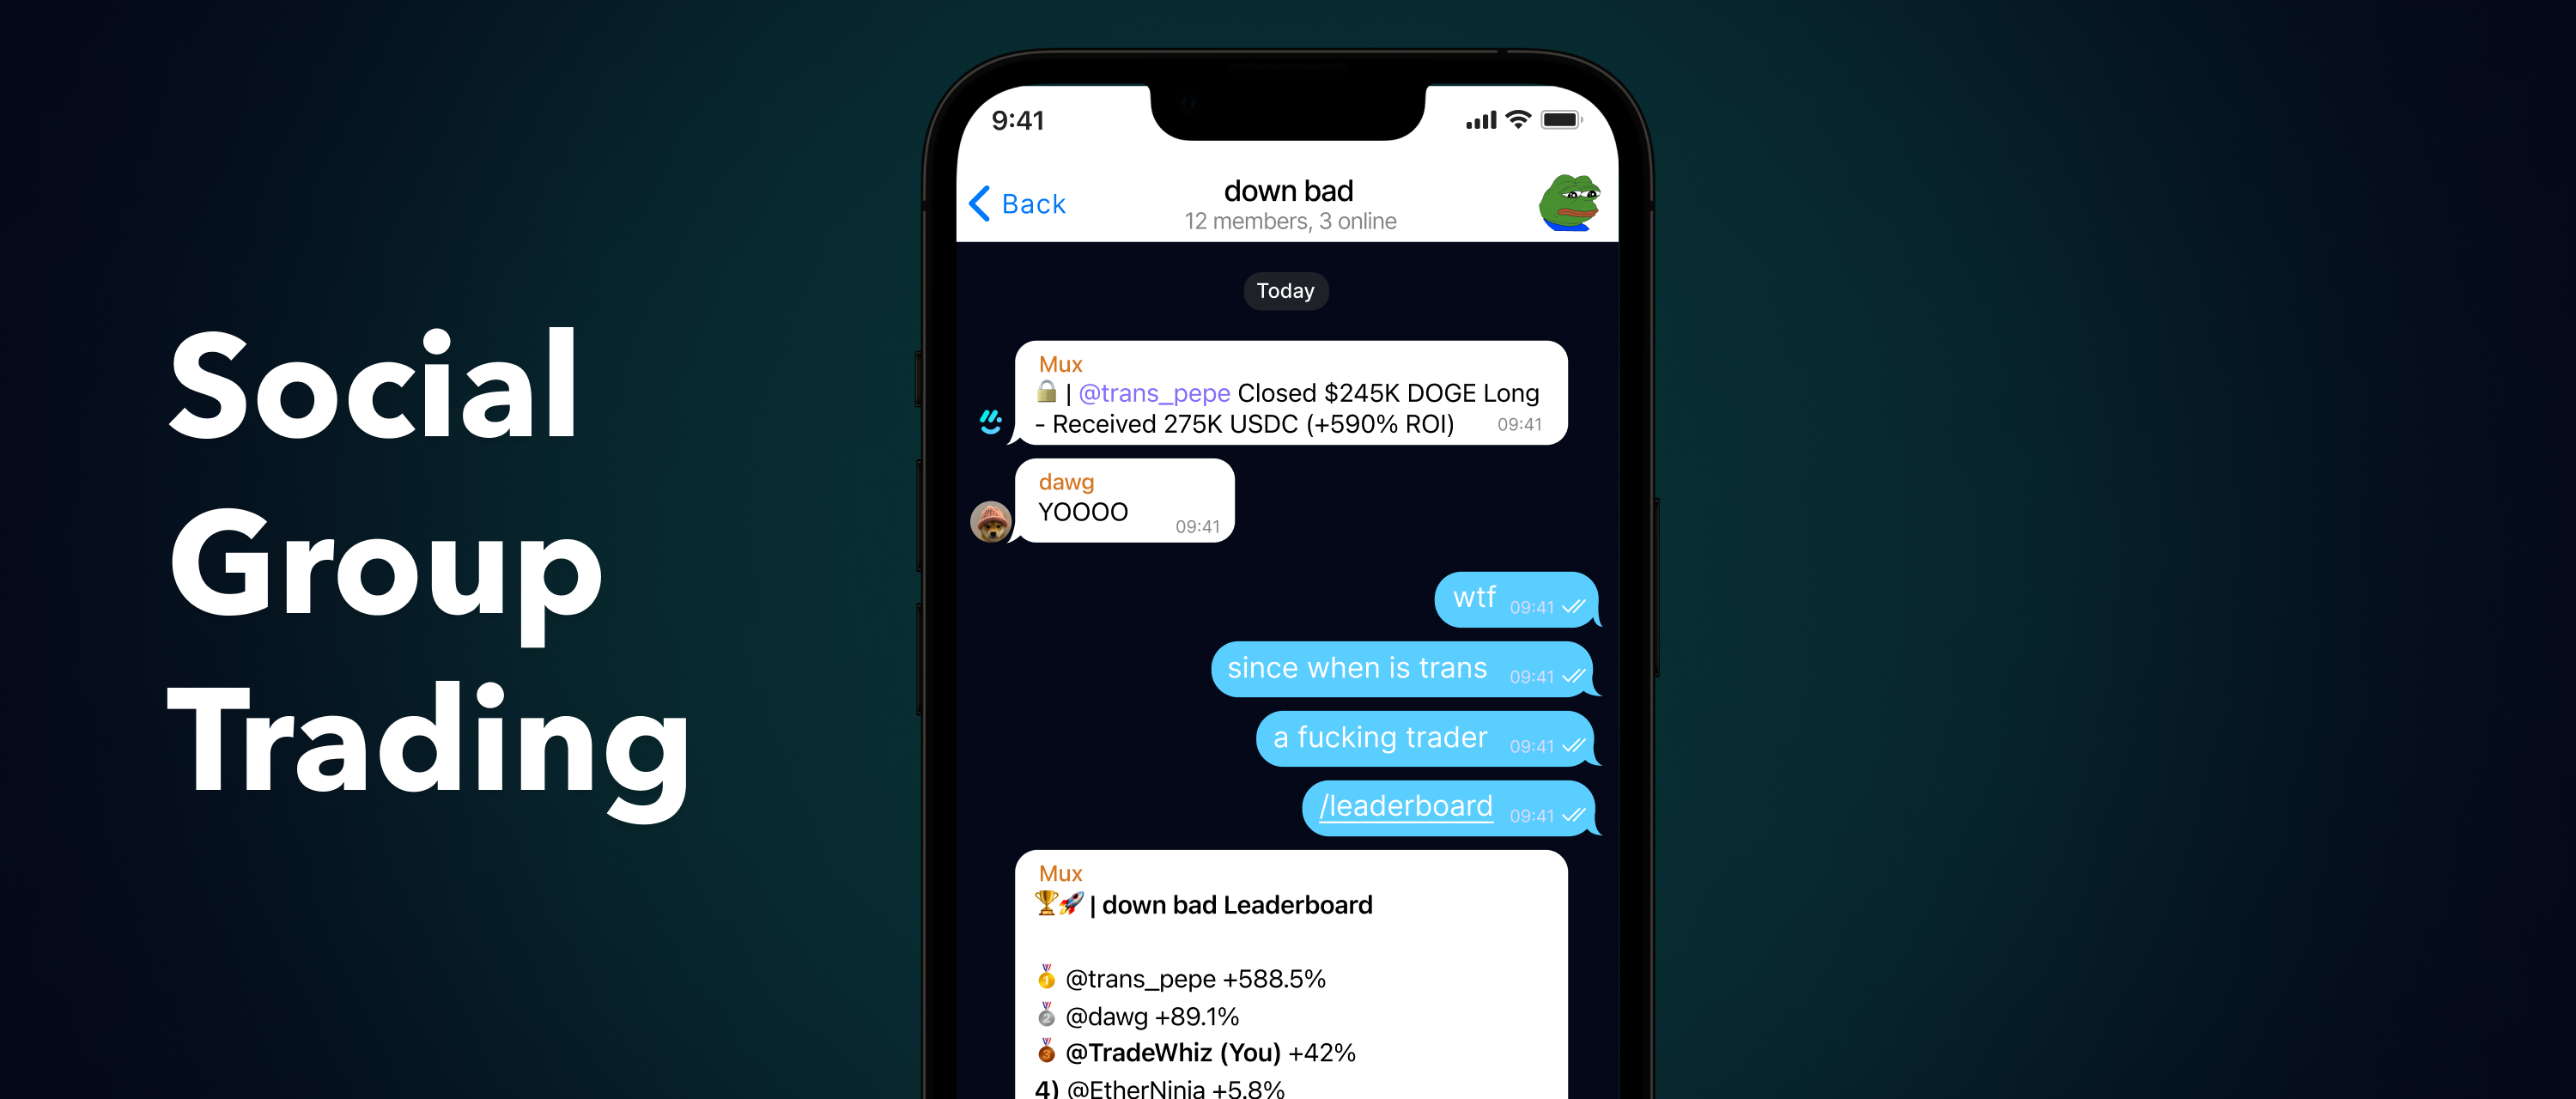 Social
Group
Trading
9:41
Back
down bad
12 members, 3 online
Today
Mux
🔒 | @trans_pepe Closed $245K DOGE Long
- Received 275K USDC (+590% ROI) 09:41
dawg
YOOOO 09:41
wtf 09:41
since when is trans 09:41
a fucking trader 09:41
/leaderboard 09:41
Mux
🏆🚀 | down bad Leaderboard
🥇 @trans_pepe +588.5%
🥈 @dawg +89.1%
🥉 @TradeWhiz (You) +42%
4) @EtherNinja +5.8%